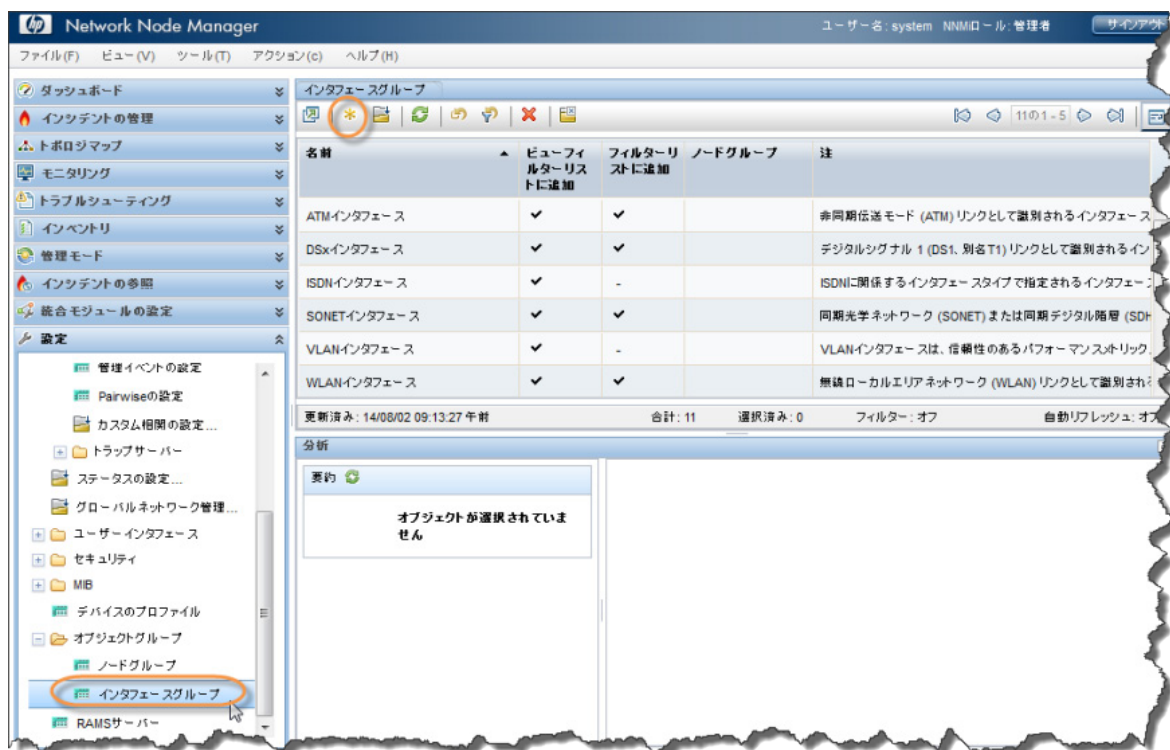 hp Network Node Manager
ユーザー名: system NNMiロール: 管理者 サインアウト
ファイル(F) ビュー(V) ツール(T) アクション(c) ヘルプ(H)
ダッシュボード
インシデントの管理
トポロジマップ
モニタリング
トラブルシューティング
インベントリ
管理モード
インシデントの参照
統合モジュールの設定
設定
管理イベントの設定
Pairwiseの設定
カスタム相関の設定...
トラップサーバー
ステータスの設定...
グローバルネットワーク管理...
ユーザーインタフェース
セキュリティ
MIB
デバイスのプロファイル
オブジェクトグループ
ノードグループ
インタフェースグループ
RAMSサーバー
インタフェースグループ
11の1 - 5
名前 ビューフィルターリストに追加 フィルターリストに追加 ノードグループ 注
ATMインタフェース ✔ ✔ 非同期伝送モード (ATM) リンクとして識別されるインタフェース
DSxインタフェース ✔ ✔ デジタルシグナル 1 (DS1、別名T1) リンクとして識別されるイン
ISDNインタフェース ✔ - ISDNに関係するインタフェースタイプで指定されるインタフェー
SONETインタフェース ✔ ✔ 同期光学ネットワーク (SONET) または同期デジタル階層 (SDH
VLANインタフェース ✔ - VLANインタフェースは、信頼性のあるパフォーマンスメトリック
WLANインタフェース ✔ ✔ 無線ローカルエリアネットワーク (WLAN) リンクとして識別され
更新済み: 14/08/02 09:13:27 午前 合計: 11 選択済み: 0 フィルター: オフ 自動リフレッシュ: オフ
分析
要約
オブジェクトが選択されていま
せん